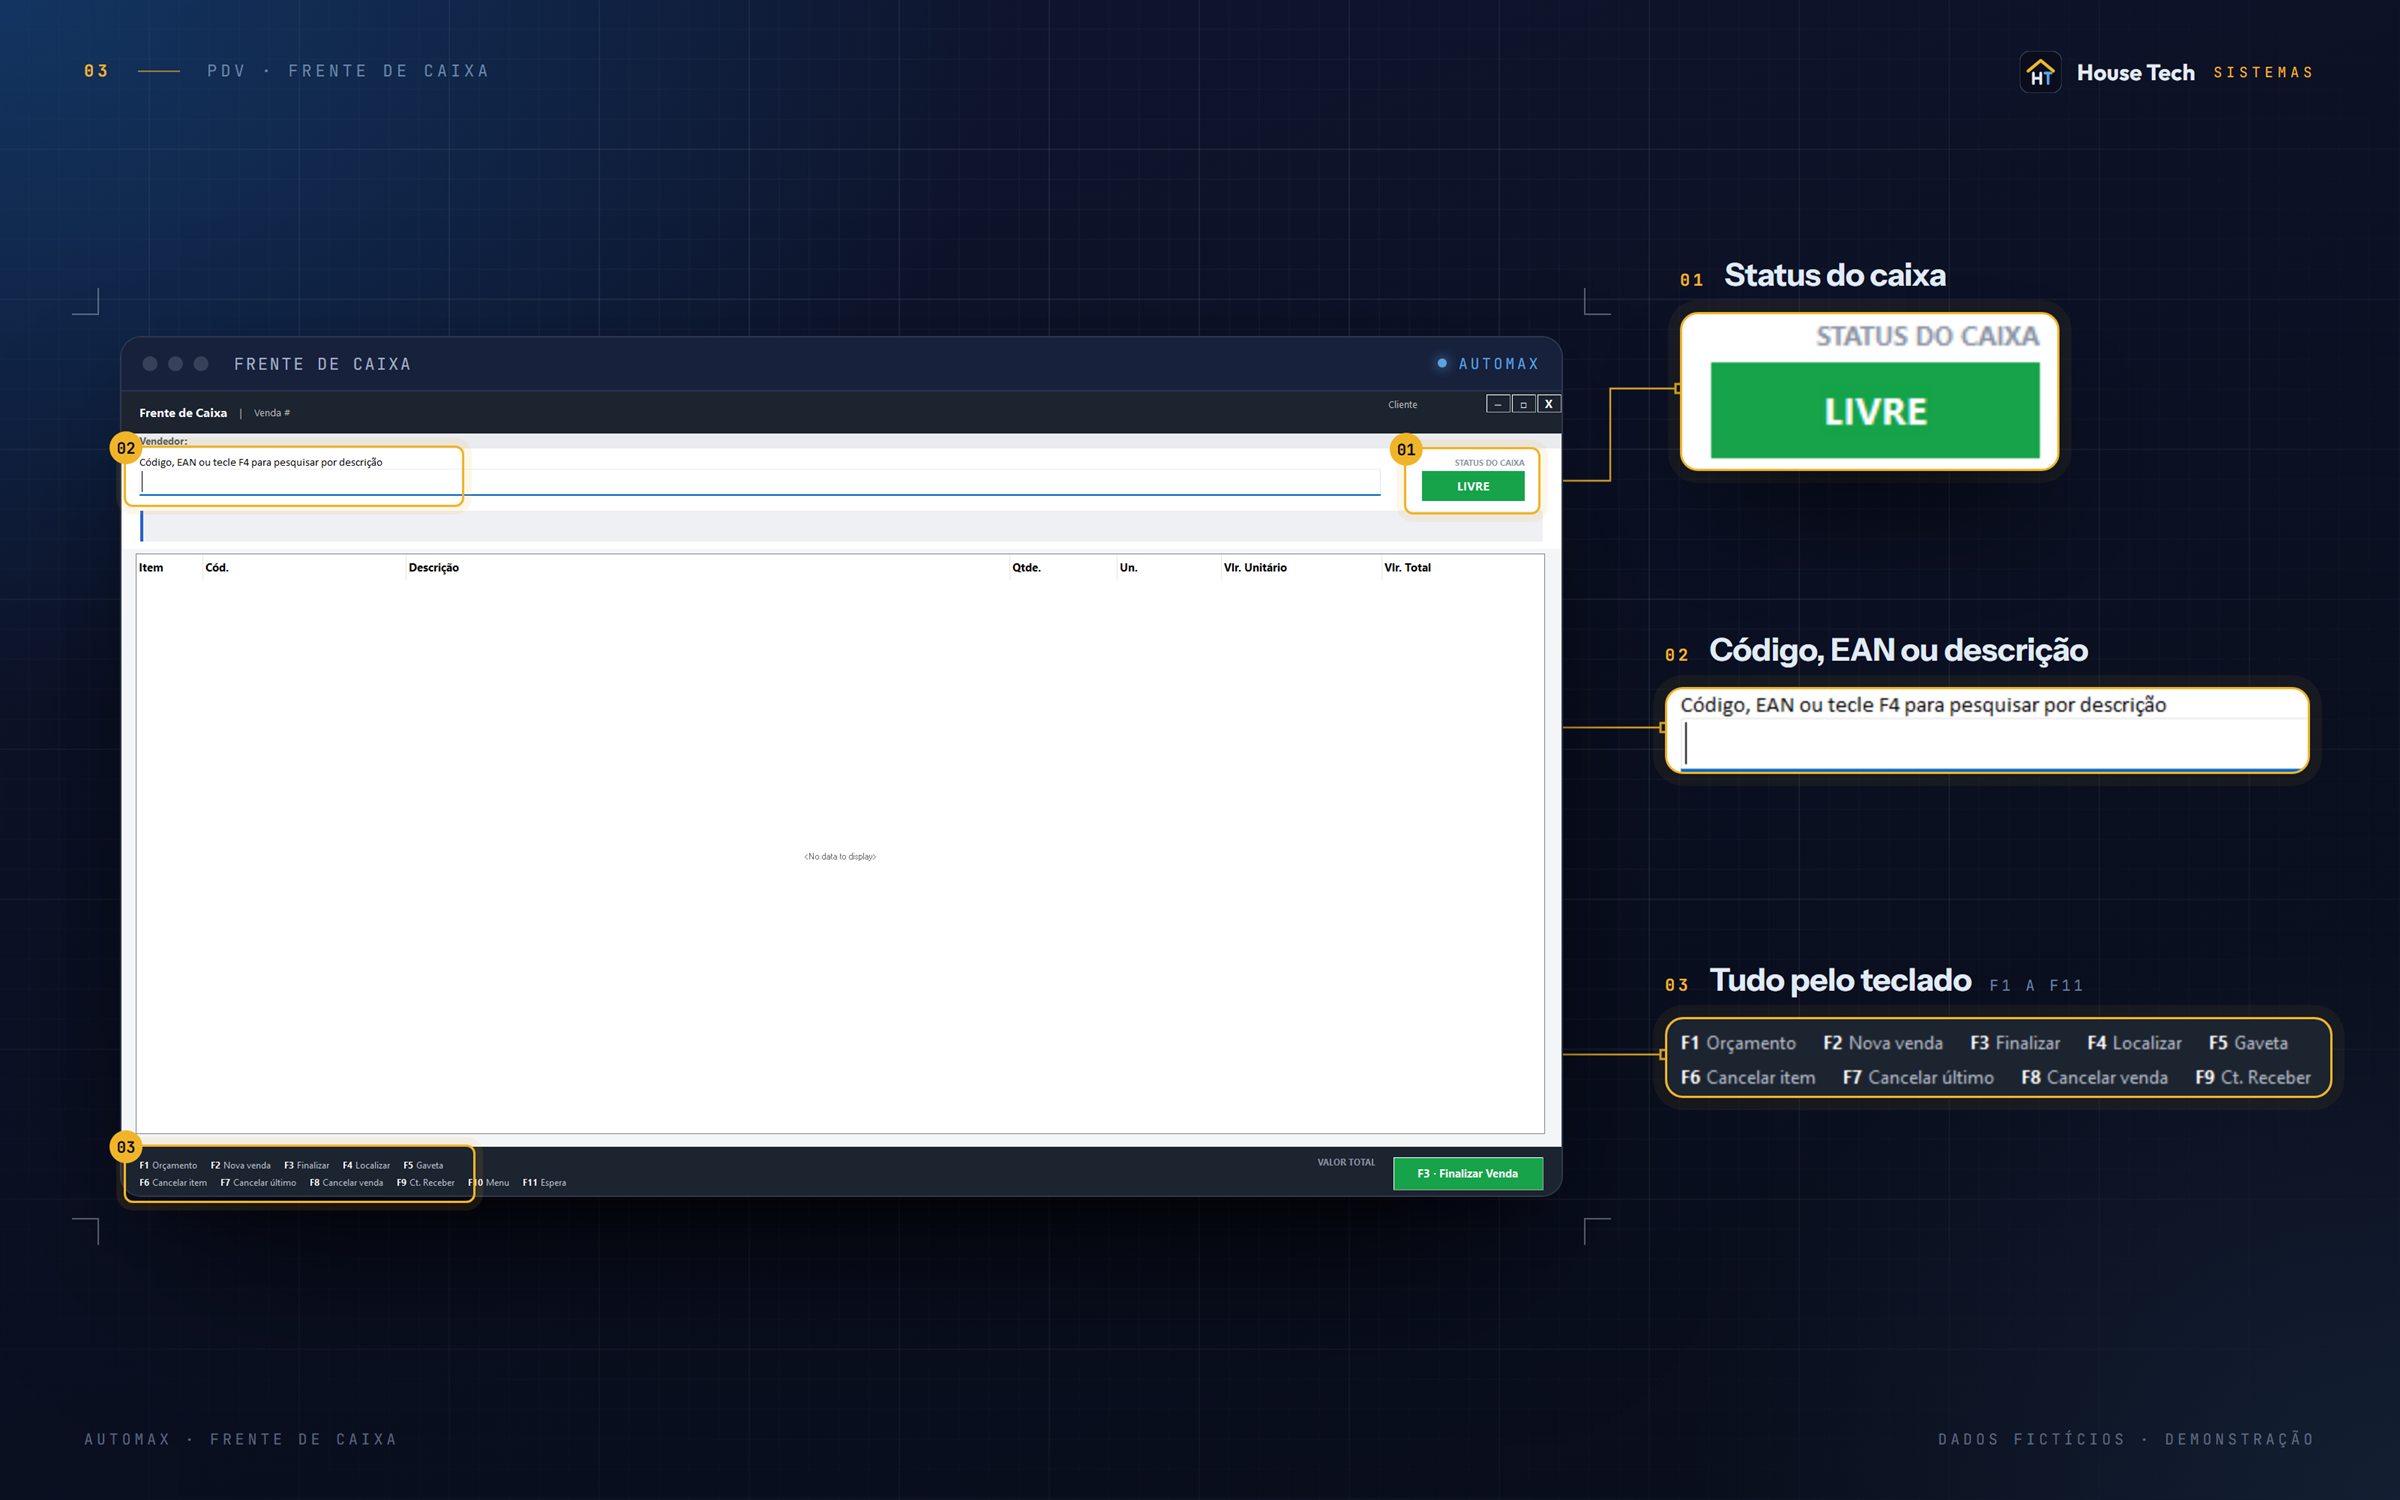 03 PDV · FRENTE DE CAIXA
HT House Tech SISTEMAS
FRENTE DE CAIXA
AUTOMAX
Frente de Caixa | Venda #
Cliente
Vendedor:
02
Código, EAN ou tecle F4 para pesquisar por descrição
01
STATUS DO CAIXA
LIVRE
Item Cód. Descrição Qtde. Un. Vlr. Unitário Vlr. Total
<No data to display>
03
F1 Orçamento F2 Nova venda F3 Finalizar F4 Localizar F5 Gaveta
F6 Cancelar item F7 Cancelar último F8 Cancelar venda F9 Ct. Receber F10 Menu F11 Espera
VALOR TOTAL
F3 · Finalizar Venda
01 Status do caixa
STATUS DO CAIXA
LIVRE
02 Código, EAN ou descrição
Código, EAN ou tecle F4 para pesquisar por descrição
03 Tudo pelo teclado F1 A F11
F1 Orçamento F2 Nova venda F3 Finalizar F4 Localizar F5 Gaveta
F6 Cancelar item F7 Cancelar último F8 Cancelar venda F9 Ct. Receber
AUTOMAX · FRENTE DE CAIXA
DADOS FICTÍCIOS · DEMONSTRAÇÃO